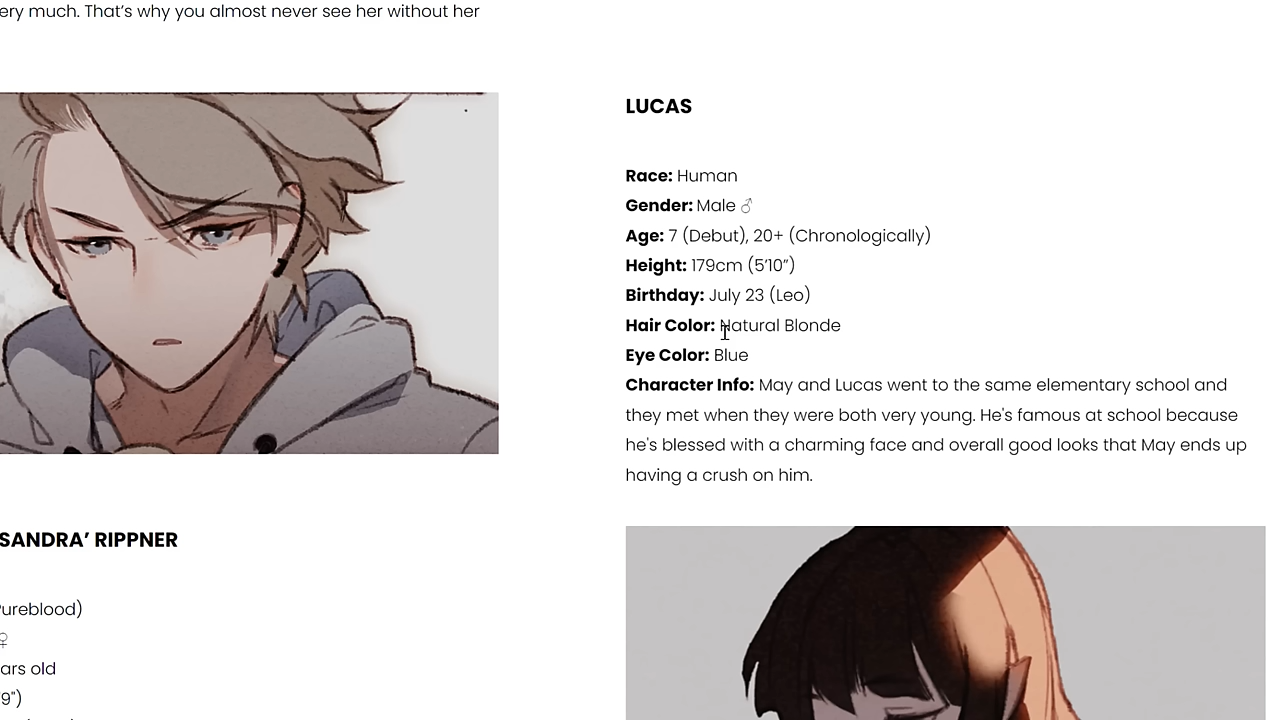 ery much. That's why you almost never see her without her
LUCAS
Race: Human
Gender: Male ♂
Age: 7 (Debut), 20+ (Chronologically)
Height: 179cm (5'10”)
Birthday: July 23 (Leo)
Hair Color: Natural Blonde
Eye Color: Blue
Character Info: May and Lucas went to the same elementary school and
they met when they were both very young. He's famous at school because
he's blessed with a charming face and overall good looks that May ends up
having a crush on him.
SANDRA’ RIPPNER
Pureblood)
♀
ars old
9")